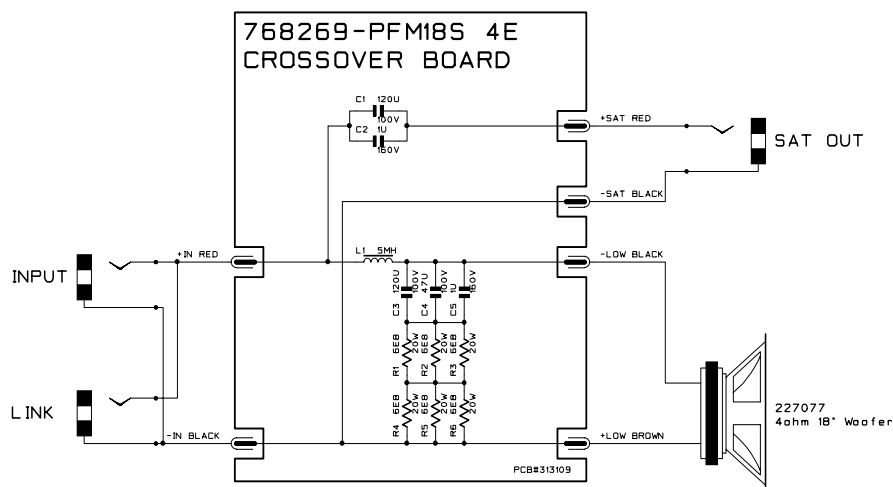 768269-PFM18S 4E
CROSSOVER BOARD
C1 120U
100V
C2 1U
160V
+SAT RED
SAT OUT
-SAT BLACK
+IN RED
L1 5MH
-LOW BLACK
INPUT
C3 120U 100V
C4 47U 100V
C5 1U 160V
R1 6E8 20W
R2 6E8 20W
R3 6E8 20W
R4 6E8 20W
R5 6E8 20W
R6 6E8 20W
LINK
-IN BLACK
+LOW BROWN
227077
4ohm 18" Woofer
PCB#313109